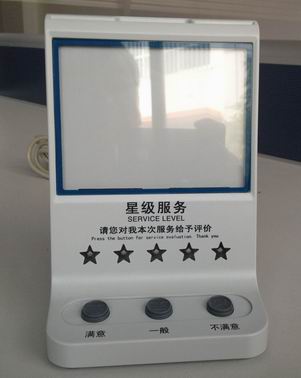 星级服务
SERVICE LEVEL
请您对我本次服务给予评价
Press the button for service evaluation. Thank you
满意 一般 不满意